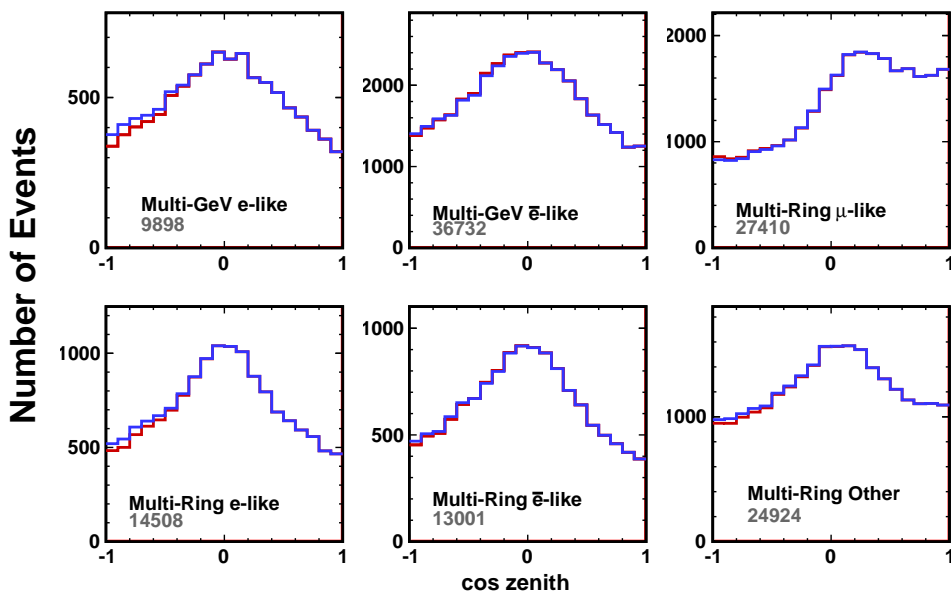 Number of Events
500
0
Multi-GeV e-like
9898
-1 0 1
2000
1000
0
Multi-GeV e̅-like
36732
-1 0 1
2000
1000
0
Multi-Ring μ-like
27410
-1 0 1
1000
500
0
Multi-Ring e-like
14508
-1 0 1
1000
500
0
Multi-Ring e̅-like
13001
-1 0 1
1000
0
Multi-Ring Other
24924
-1 0 1
cos zenith